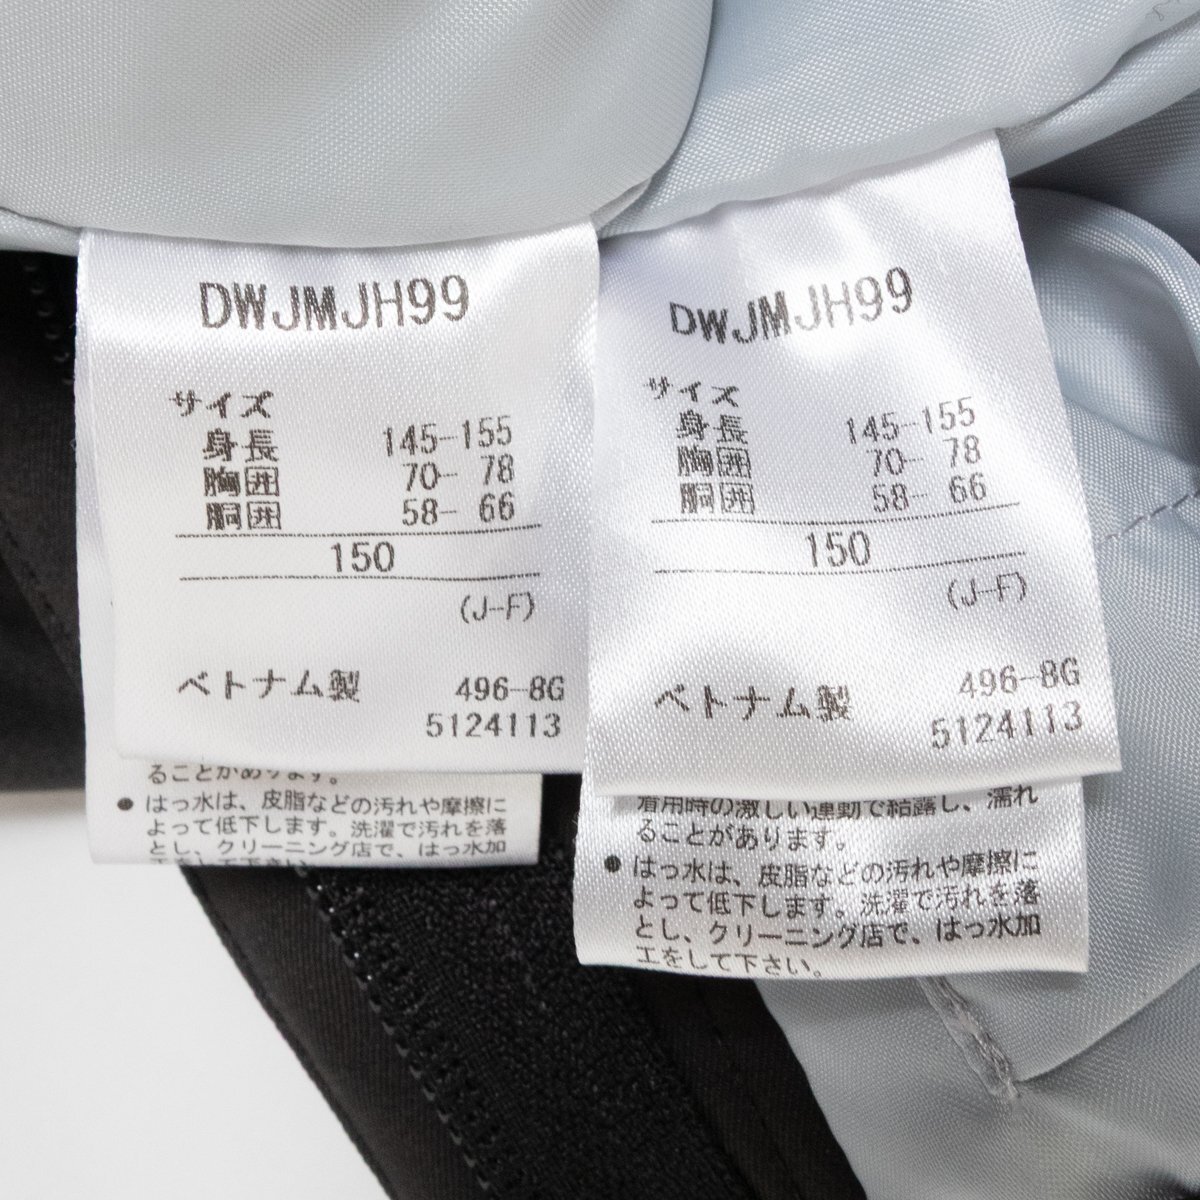 DWJMJH99
サイズ
身長 145-155
胸囲 70- 78
胴囲 58- 66
150
(J-F)
ベトナム製 496-8G
5124113
ることがあります。
●はっ水は、皮脂などの汚れや摩擦に
よって低下します。洗濯で汚れを落
とし、クリーニング店で、はっ水加
工をして下さい。
DWJMJH99
サイズ
身長 145-155
胸囲 70- 78
胴囲 58- 66
150
(J-F)
ベトナム製 496-8G
5124113
着用時の激しい運動で結露し、濡れ
ることがあります。
●はっ水は、皮脂などの汚れや摩擦に
よって低下します。洗濯で汚れを落
とし、クリーニング店で、はっ水加
工をして下さい。